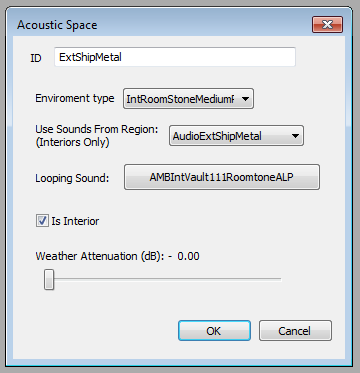 Acoustic Space
ID ExtShipMetal
Enviroment type IntRoomStoneMediumF
Use Sounds From Region: AudioExtShipMetal
(Interiors Only)
Looping Sound: AMBIntVault111RoomtoneALP
Is Interior
Weather Attenuation (dB): - 0.00
OK Cancel